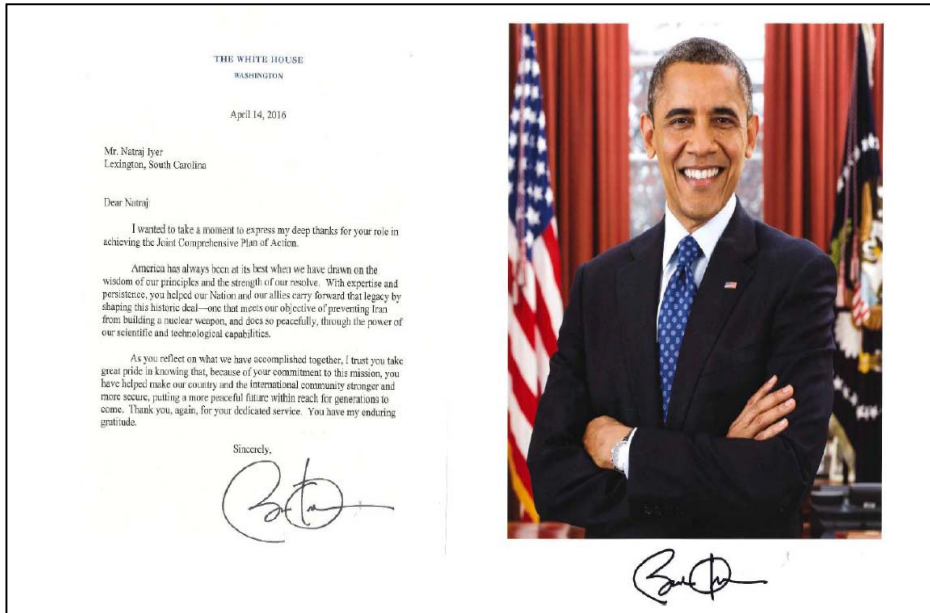 THE WHITE HOUSE
WASHINGTON
April 14, 2016
Mr. Natraj Iyer
Lexington, South Carolina
Dear Natraj
I wanted to take a moment to express my deep thanks for your role in
achieving the Joint Comprehensive Plan of Action.
America has always been at its best when we have drawn on the
wisdom of our principles and the strength of our resolve. With expertise and
persistence, you helped our Nation and our allies carry forward that legacy by
shaping this historic deal—one that meets our objective of preventing Iran
from building a nuclear weapon, and does so peacefully, through the power of
our scientific and technological capabilities.
As you reflect on what we have accomplished together, I trust you take
great pride in knowing that, because of your commitment to this mission, you
have helped make our country and the international community stronger and
more secure, putting a more peaceful future within reach for generations to
come. Thank you, again, for your dedicated service. You have my enduring
gratitude.
Sincerely,